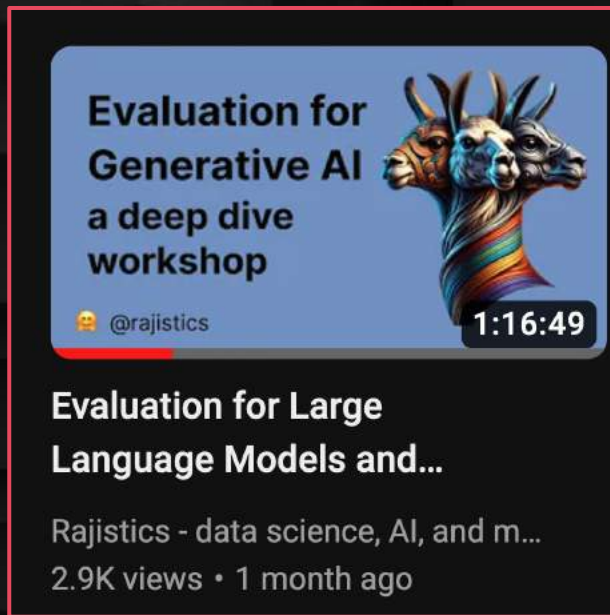 Evaluation for
Generative AI
a deep dive
workshop
🤗 @rajistics
1:16:49
Evaluation for Large
Language Models and...
Rajistics - data science, AI, and m...
2.9K views • 1 month ago